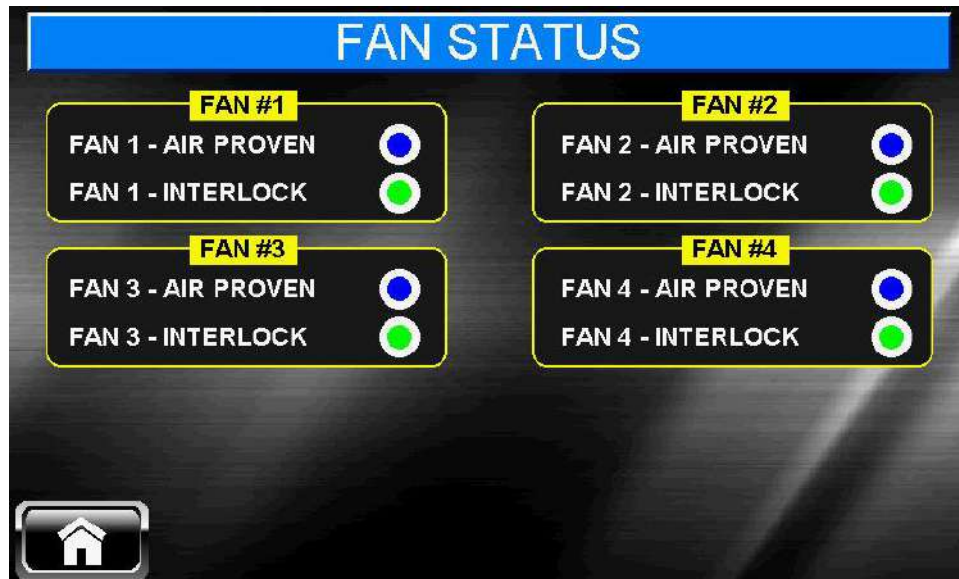 FAN STATUS
FAN #1
FAN 1 - AIR PROVEN
FAN 1 - INTERLOCK
FAN #2
FAN 2 - AIR PROVEN
FAN 2 - INTERLOCK
FAN #3
FAN 3 - AIR PROVEN
FAN 3 - INTERLOCK
FAN #4
FAN 4 - AIR PROVEN
FAN 4 - INTERLOCK